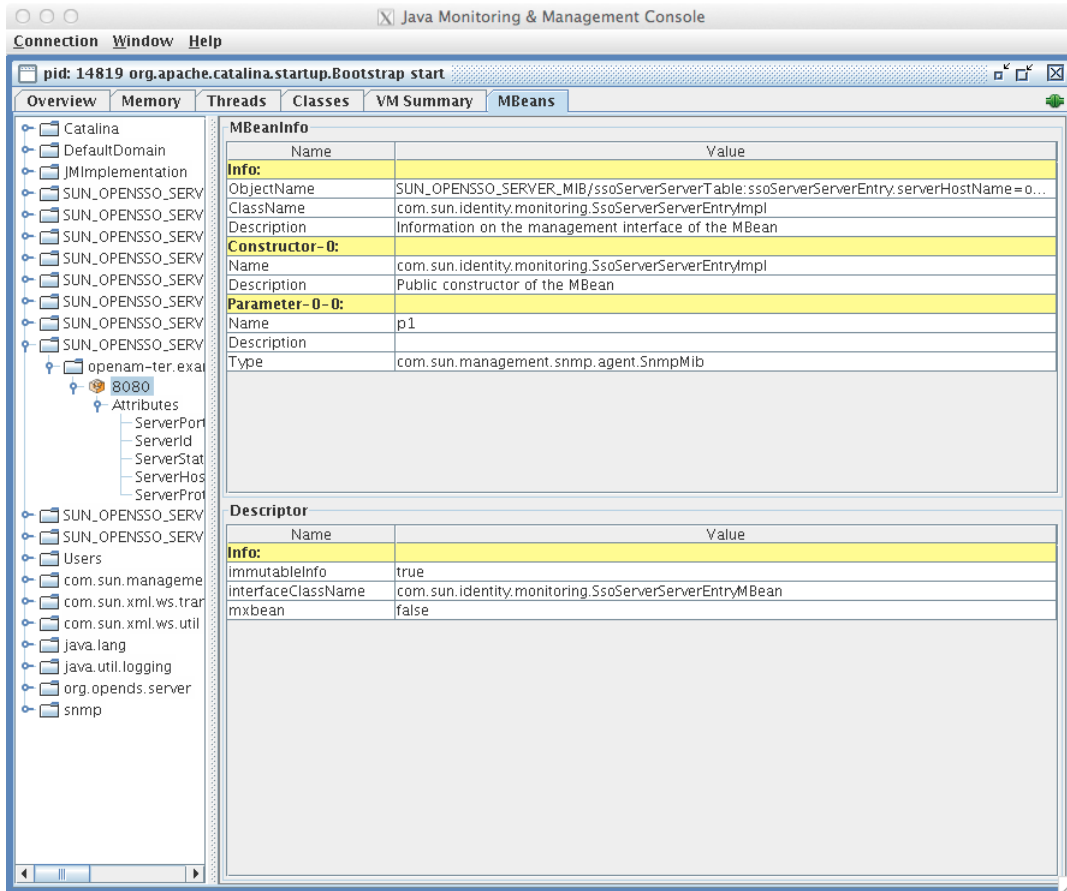 Java Monitoring & Management Console
Connection Window Help
pid: 14819 org.apache.catalina.startup.Bootstrap start
Overview Memory Threads Classes VM Summary MBeans
Catalina
DefaultDomain
JMImplementation
SUN_OPENSSO_SERV
SUN_OPENSSO_SERV
SUN_OPENSSO_SERV
SUN_OPENSSO_SERV
SUN_OPENSSO_SERV
SUN_OPENSSO_SERV
SUN_OPENSSO_SERV
SUN_OPENSSO_SERV
openam-ter.exa
8080
Attributes
ServerPort
ServerId
ServerStat
ServerHos
ServerProt
SUN_OPENSSO_SERV
SUN_OPENSSO_SERV
Users
com.sun.manageme
com.sun.xml.ws.tran
com.sun.xml.ws.util
java.lang
java.util.logging
org.opends.server
snmp
MBeanInfo
Name Value
Info:
ObjectName SUN_OPENSSO_SERVER_MIB/ssoServerServerTable:ssoServerServerEntry.serverHostName=o...
ClassName com.sun.identity.monitoring.SsoServerServerEntryImpl
Description Information on the management interface of the MBean
Constructor-0:
Name com.sun.identity.monitoring.SsoServerServerEntryImpl
Description Public constructor of the MBean
Parameter-0-0:
Name p1
Description
Type com.sun.management.snmp.agent.SnmpMib
Descriptor
Name Value
Info:
immutableInfo true
interfaceClassName com.sun.identity.monitoring.SsoServerServerEntryMBean
mxbean false